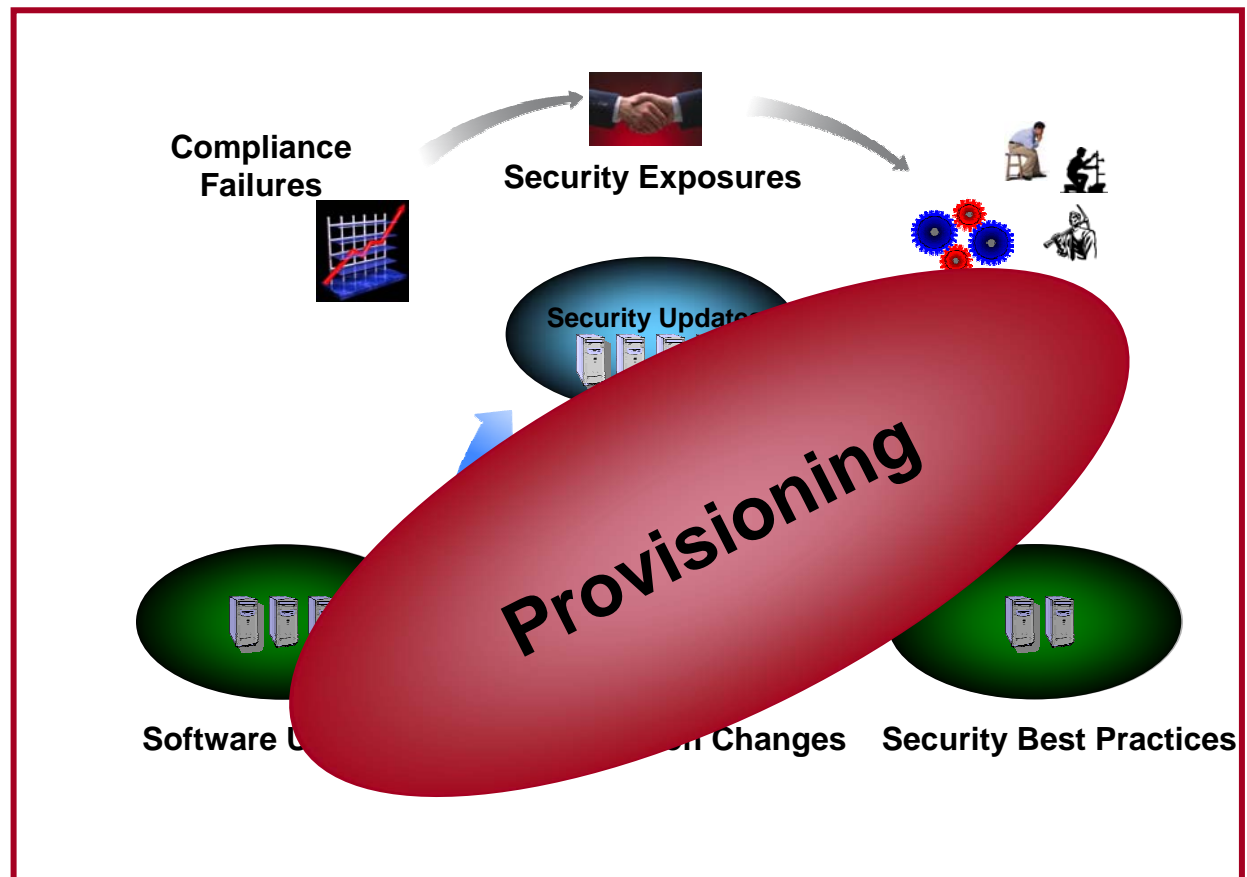 Compliance
Failures
Security Exposures
Security Updates
Provisioning
Software
Changes
Security Best Practices